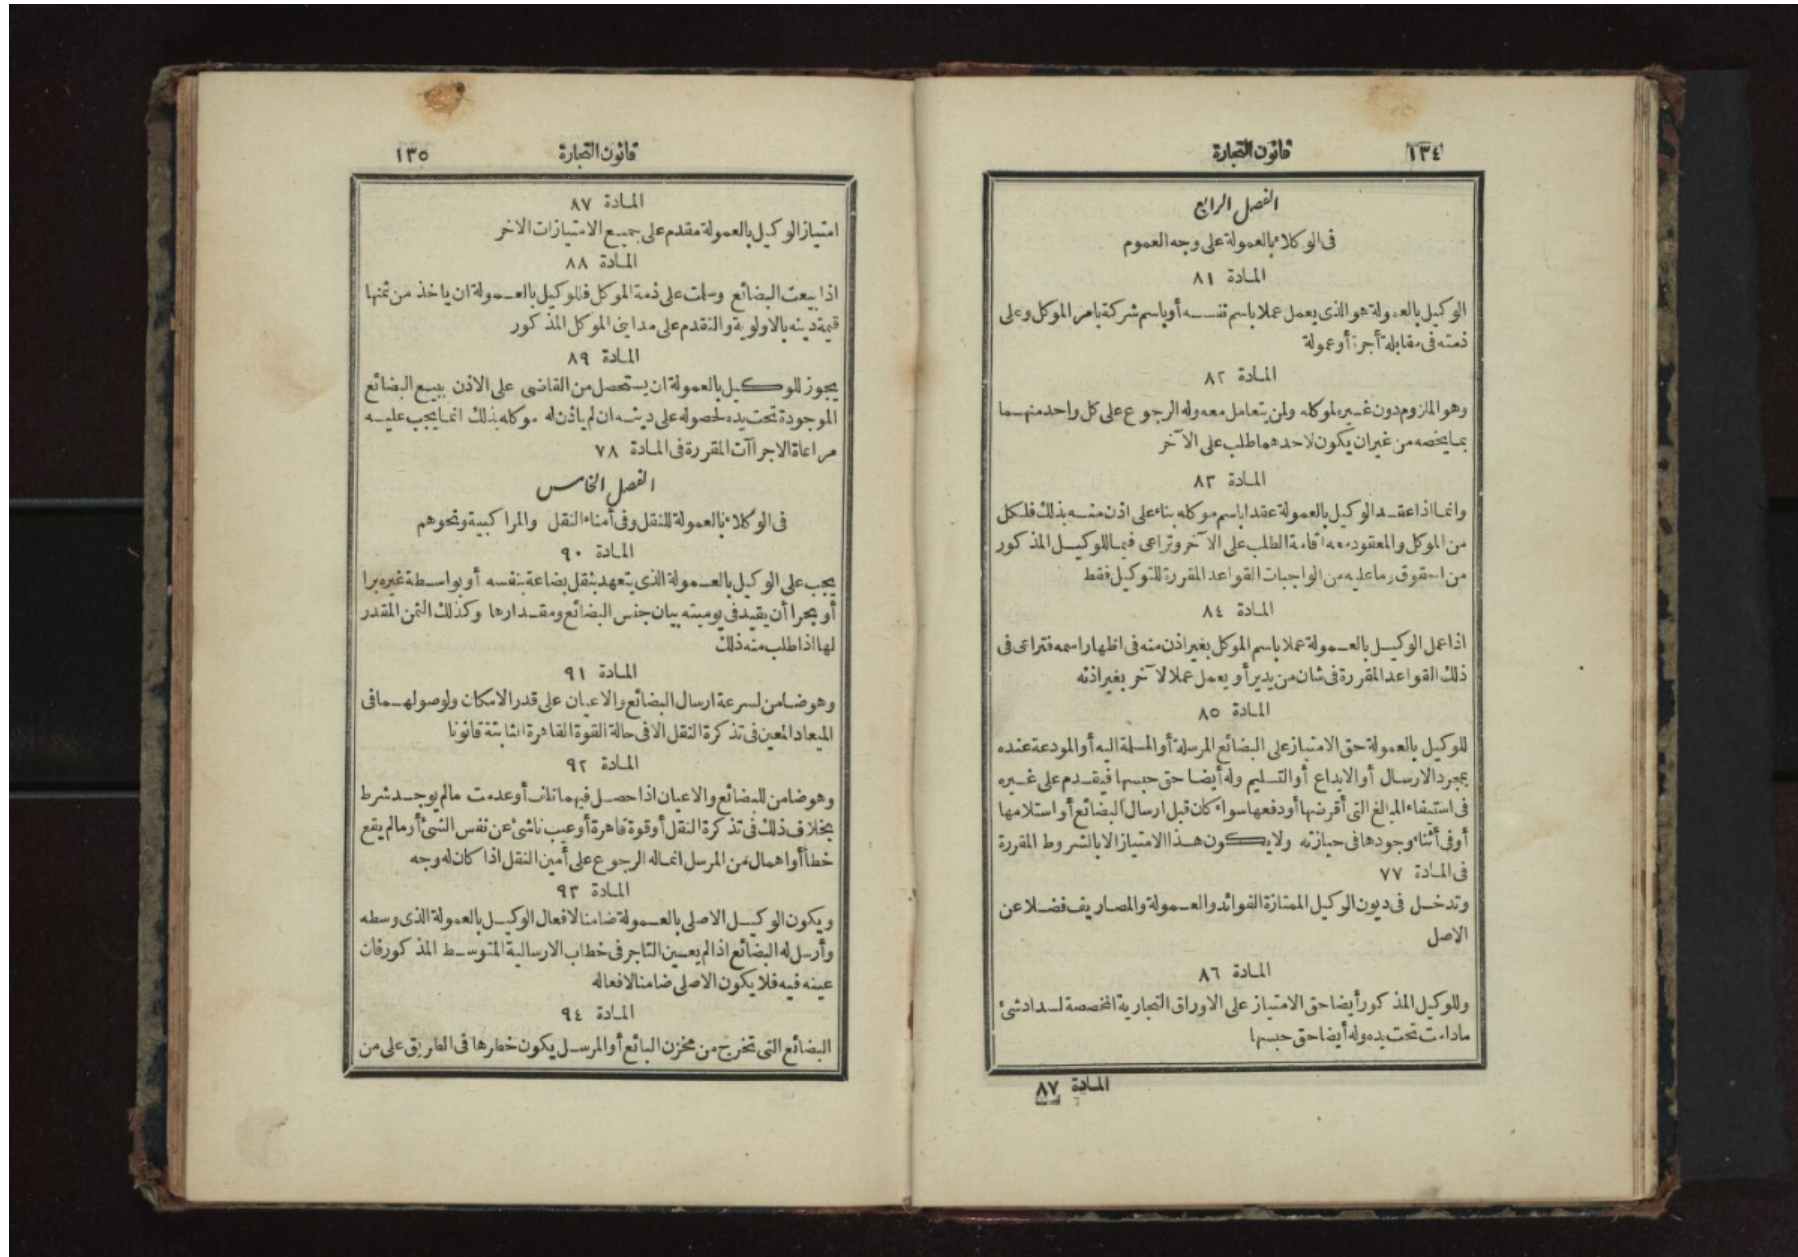 ١٣٤ قانون التجارة
الفصل الرابع
فى الوكلاء بالعمولة على وجه العموم
المادة ٨١
الوكيل بالعمولة هو الذى يعمل عملا باسم نفسه أو باسم شركة بامر الموكل وعلى
ذمته فى مقابلة أجرة أو عمولة
المادة ٨٢
وهو الملزوم دون غيره لموكله ولمن يتعامل معه وله الرجوع على كل واحد منهما
بما يخصه من غير ان يكون لاحدهما طلب على الآخر
المادة ٨٣
وانما اذا عقد الوكيل بالعمولة عقدا باسم موكله بناء على اذن منه بذلك فلكل
من الموكل والمعقود معه اقامة الطلب على الآخر وتراعى فيما للوكيل المذكور
من الحقوق وما عليه من الواجبات القواعد المقررة للتوكيل فقط
المادة ٨٤
اذا عمل الوكيل بالعمولة عملا باسم الموكل بغير اذن منه فى اظهار اسمه فتراعى فى
ذلك القواعد المقررة فى شان من يدير أو يعمل عملا لآخر بغير اذنه
المادة ٨٥
للوكيل بالعمولة حق الامتياز على البضائع المرسلة أو المسلمة اليه أو المودعة عنده
بمجرد الارسال أو الايداع أو التسليم وله أيضا حق حبسها فيقدم على غيره
فى استيفاء المبالغ التى أقرضها أو دفعها سواء كان قبل ارسال البضائع أو استلامها
أو فى أثناء وجودها فى حيازته ولا يكون هذا الامتياز الا بالشروط المقررة
فى المادة ٧٧
وتدخل فى ديون الوكيل الممتازة الفوائد والعمولة والمصاريف فضلا عن
الاصل
المادة ٨٦
وللوكيل المذكور أيضا حق الامتياز على الاوراق التجارية المخصصة لسداد شئ
مادامت تحت يده وله أيضا حق حبسها
المادة ٨٧
قانون التجارة ١٣٥
المادة ٨٧
امتياز الوكيل بالعمولة مقدم على جميع الامتيازات الاخر
المادة ٨٨
اذا بيعت البضائع وسلمت على ذمة الموكل فللوكيل بالعمولة ان ياخذ من ثمنها
قيمة دينه بالاولوية والتقدم على مدايني الموكل المذكور
المادة ٨٩
يجوز للوكيل بالعمولة ان يستحصل من القاضى على الاذن ببيع البضائع
الموجودة تحت يده لحصوله على دينه ان لم ياذن له موكله بذلك انما يجب عليه
مراعاة الاجراآت المقررة فى المادة ٧٨
الفصل الخامس
فى الوكلاء بالعمولة للنقل وفى أمناء النقل والمراكبية ونحوهم
المادة ٩٠
يجب على الوكيل بالعمولة الذى يتعهد بنقل بضاعة بنفسه أو بواسطة غيره برا
أو بحرا أن يقيد فى يوميته بيان جنس البضائع ومقدارها وكذلك الثمن المقدر
لها اذا طلب منه ذلك
المادة ٩١
وهو ضامن لسرعة ارسال البضائع والاعيان على قدر الامكان ولوصولهما فى
الميعاد المعين فى تذكرة النقل الا فى حالة القوة القاهرة الثابتة قانونا
المادة ٩٢
وهو ضامن للبضائع والاعيان اذا حصل فيهما تلف أو عدمت مالم يوجد شرط
بخلاف ذلك فى تذكرة النقل أو قوة قاهرة أو عيب ناشئ عن نفس الشئ أو مالم يقع
خطأ أو اهمال من المرسل انما له الرجوع على أمين النقل اذا كان له وجه
المادة ٩٣
ويكون الوكيل الاصلى بالعمولة ضامنا لافعال الوكيل بالعمولة الذى وسطه
وأرسل له البضائع اذا لم يعين التاجر فى خطاب الارسالية المتوسط المذكور فان
عينه فيه فلا يكون الاصلى ضامنا لافعاله
المادة ٩٤
البضائع التى تخرج من مخزن البائع أو المرسل يكون خطرها فى الطريق على من